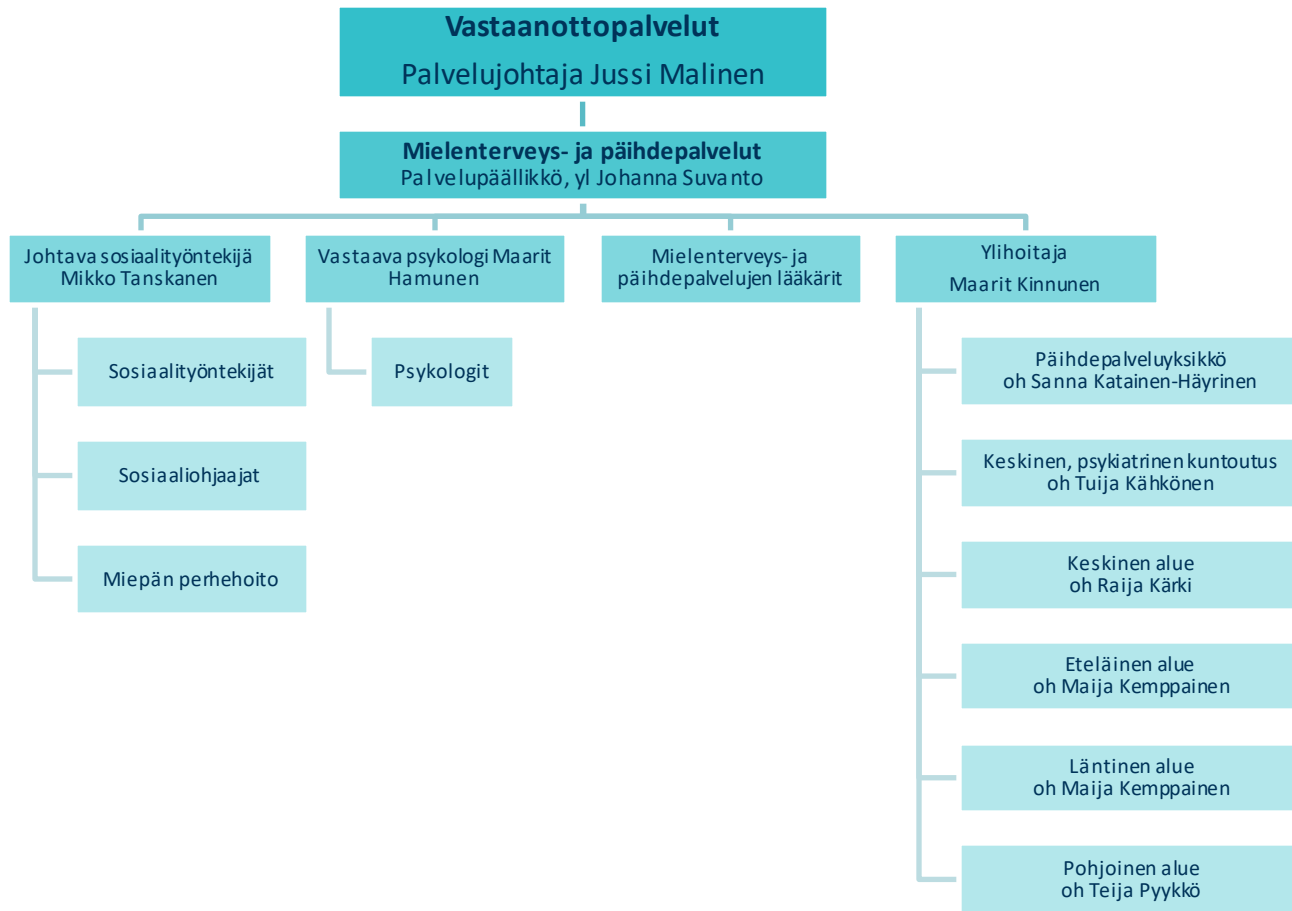 Vastaanottopalvelut
Palvelujohtaja Jussi Malinen
Mielenterveys- ja päihdepalvelut
Palvelupäällikkö, yl Johanna Suvanto
Johtava sosiaalityöntekijä
Mikko Tanskanen
Vastaava psykologi Maarit
Hamunen
Mielenterveys- ja
päihdepalvelujen lääkärit
Ylihoitaja
Maarit Kinnunen
Sosiaalityöntekijät
Sosiaaliohjaajat
Miepän perhehoito
Psykologit
Päihdepalveluyksikkö
oh Sanna Katainen-Häyrinen
Keskinen, psykiatrinen kuntoutus
oh Tuija Kähkönen
Keskinen alue
oh Raija Kärki
Eteläinen alue
oh Maija Kemppainen
Läntinen alue
oh Maija Kemppainen
Pohjoinen alue
oh Teija Pyykkö